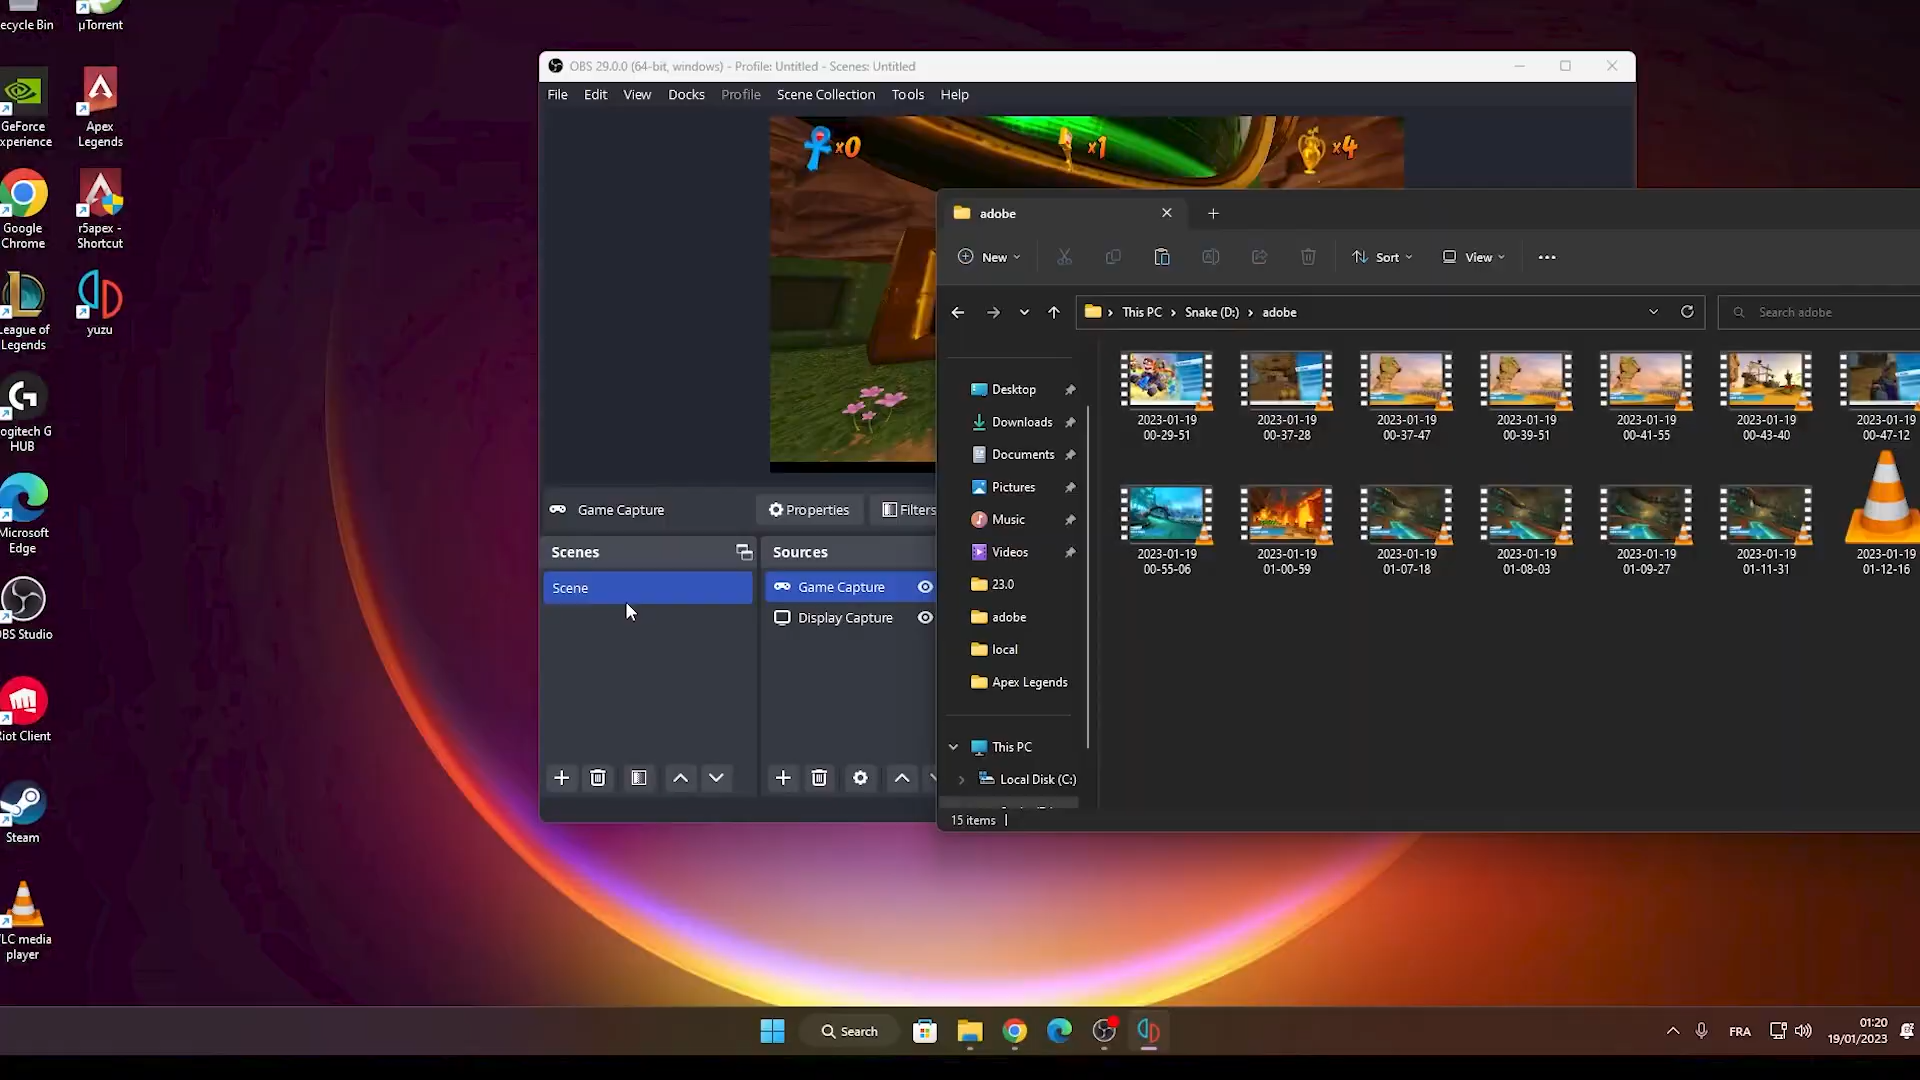 ecycle Bin
µTorrent
GeForce
xperience
Apex
Legends
Google
Chrome
r5apex -
Shortcut
League of
Legends
yuzu
ogitech G
HUB
Microsoft
Edge
OBS Studio
Riot Client
Steam
VLC media
player
OBS 29.0.0 (64-bit, windows) - Profile: Untitled - Scenes: Untitled
File Edit View Docks Profile Scene Collection Tools Help
x0
x1
x4
Game Capture
Properties
Filters
Scenes
Scene
Sources
Game Capture
Display Capture
adobe
New
Sort
View
This PC > Snake (D:) > adobe
Search adobe
Desktop
Downloads
Documents
Pictures
Music
Videos
23.0
adobe
local
Apex Legends
This PC
Local Disk (C:)
2023-01-19
00-29-51
2023-01-19
00-37-28
2023-01-19
00-37-47
2023-01-19
00-39-51
2023-01-19
00-41-55
2023-01-19
00-43-40
2023-01-19
00-47-12
2023-01-19
00-55-06
2023-01-19
01-00-59
2023-01-19
01-07-18
2023-01-19
01-08-03
2023-01-19
01-09-27
2023-01-19
01-11-31
2023-01-19
01-12-16
15 items
Search
FRA
01:20
19/01/2023